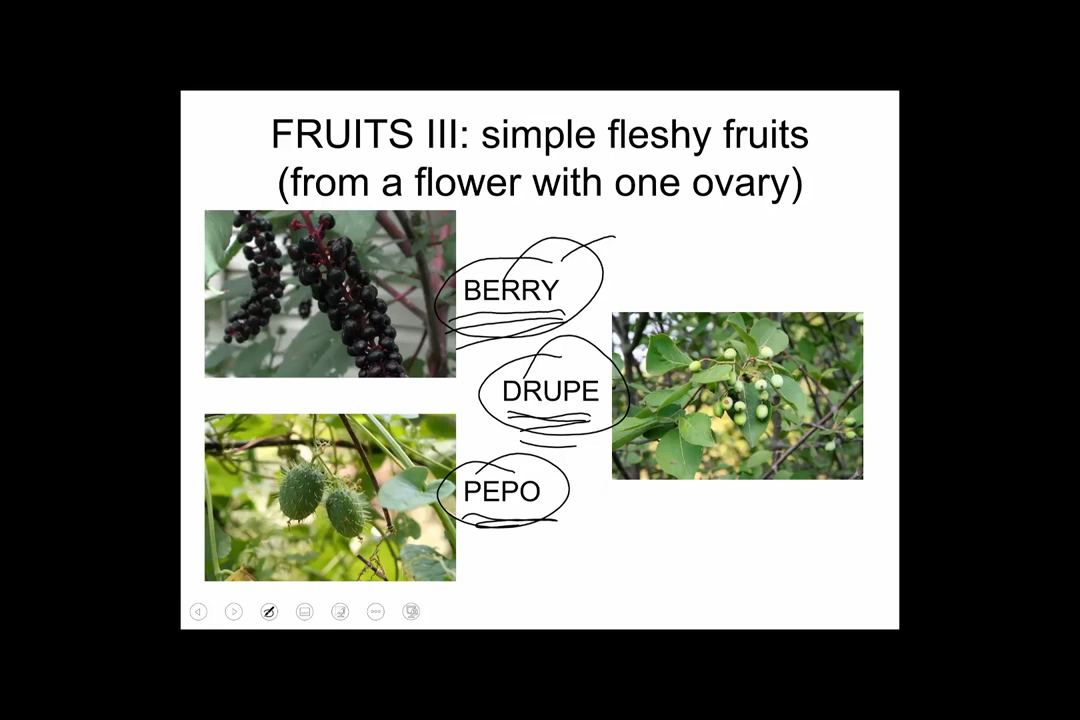 FRUITS III: simple fleshy fruits
(from a flower with one ovary)
BERRY
DRUPE
PEPO